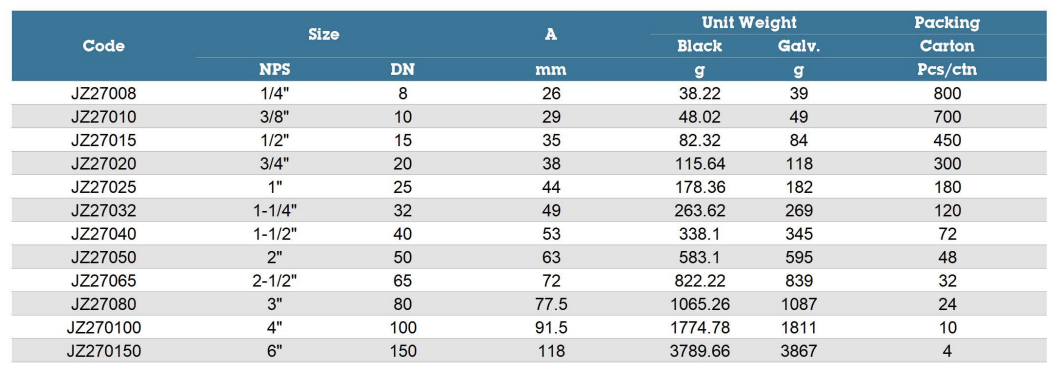 Code Size A Unit Weight Packing
Black Galv. Carton
NPS DN mm g g Pcs/ctn
JZ27008 1/4" 8 26 38.22 39 800
JZ27010 3/8" 10 29 48.02 49 700
JZ27015 1/2" 15 35 82.32 84 450
JZ27020 3/4" 20 38 115.64 118 300
JZ27025 1" 25 44 178.36 182 180
JZ27032 1-1/4" 32 49 263.62 269 120
JZ27040 1-1/2" 40 53 338.1 345 72
JZ27050 2" 50 63 583.1 595 48
JZ27065 2-1/2" 65 72 822.22 839 32
JZ27080 3" 80 77.5 1065.26 1087 24
JZ270100 4" 100 91.5 1774.78 1811 10
JZ270150 6" 150 118 3789.66 3867 4